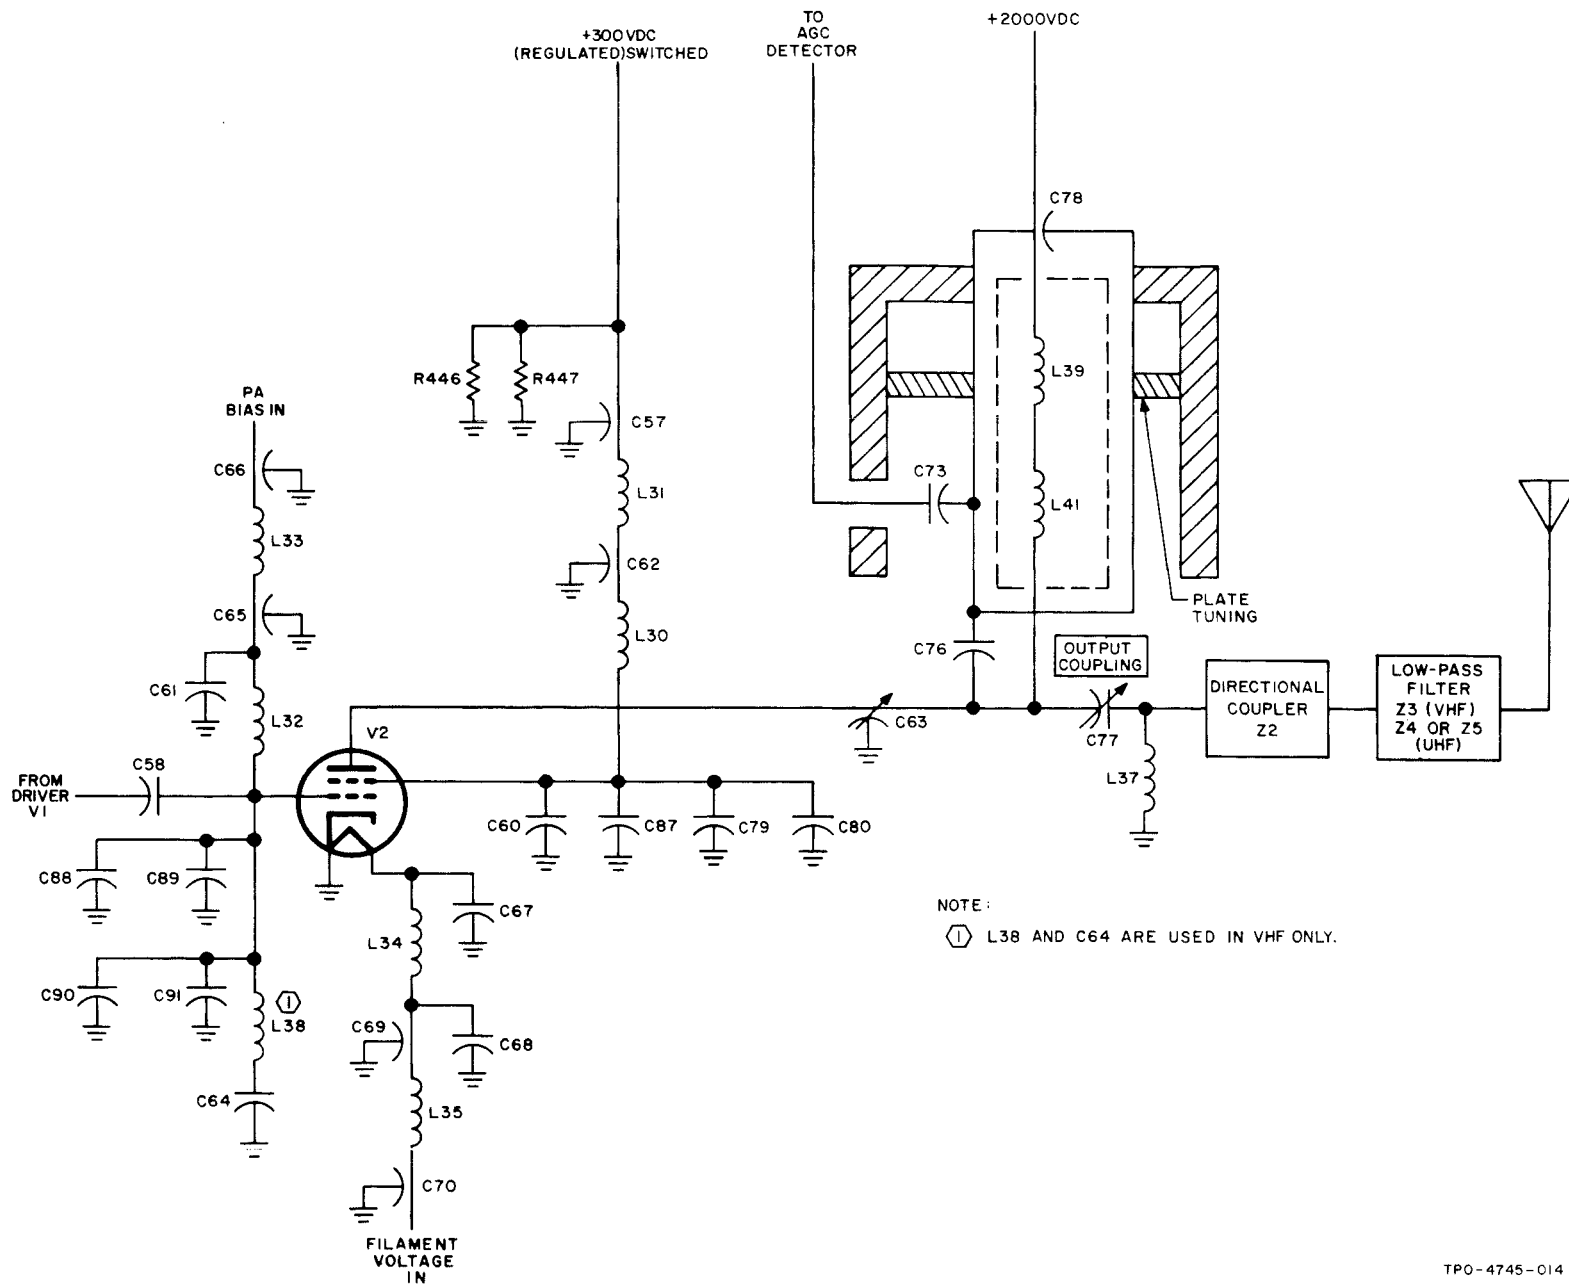 +300VDC
(REGULATED)SWITCHED
TO
AGC
DETECTOR
+2000VDC
C78
R446
R447
C57
L39
PA
BIAS IN
C66
L31
C73
L41
L33
C62
C65
L30
PLATE
TUNING
C61
L32
C76
OUTPUT
COUPLING
DIRECTIONAL
COUPLER
Z2
LOW-PASS
FILTER
Z3 (VHF)
Z4 OR Z5
(UHF)
V2
C63
C77
C58
L37
FROM
DRIVER
V1
C60
C87
C79
C80
C88
C89
C67
NOTE:
1 L38 AND C64 ARE USED IN VHF ONLY.
L34
C90
C91
1
L38
C69
C68
C64
L35
C70
FILAMENT
VOLTAGE
IN
TPO-4745-014